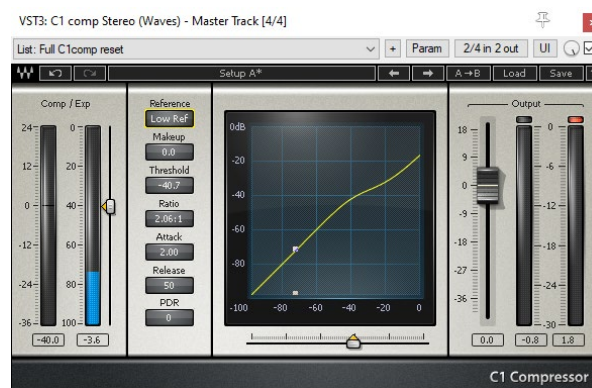 VST3: C1 comp Stereo (Waves) - Master Track [4/4]
List: Full C1comp reset + Param 2/4 in 2 out UI
Setup A* A→B Load Save
Comp / Exp
24 0
12 20
0 40
-12 60
-24 80
-36 100
-40.0 -3.6
Reference
Low Ref
Makeup
0.0
Threshold
-40.7
Ratio
2.06:1
Attack
2.00
Release
50
PDR
0
0dB
-20
-40
-60
-80
-100 -80 -60 -40 -20 0
Output
18 0
9 -6
0
-9
-18 -18
-27 -24
-36 -30
0.0 -0.8 1.8
C1 Compressor